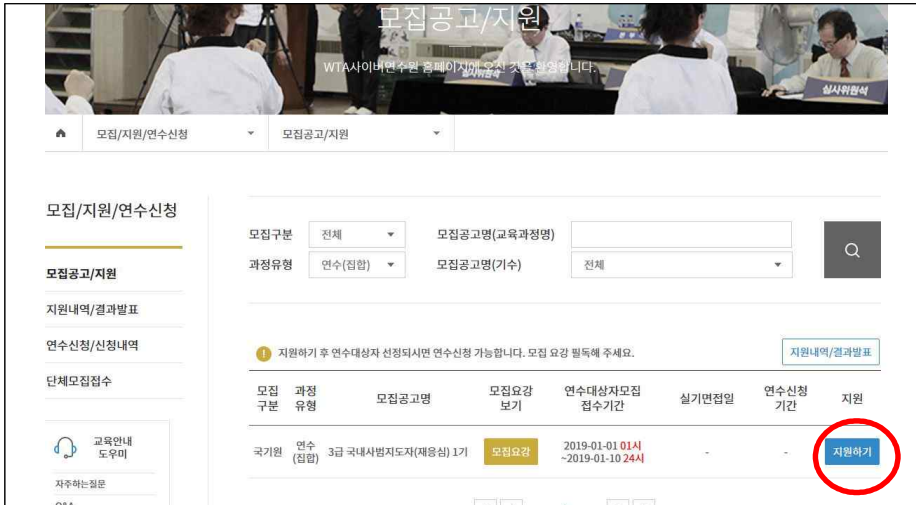 모집공고/지원
WTA사이버연수원 홈페이지에 오신 것을 환영합니다.
심사위원석
모집/지원/연수신청
모집공고/지원
모집/지원/연수신청
모집공고/지원
지원내역/결과발표
연수신청/신청내역
단체모집접수
교육안내
도우미
자주하는질문
모집구분 전체 모집공고명(교육과정명)
과정유형 연수(집합) 모집공고명(기수) 전체
지원하기 후 연수대상자 선정되시면 연수신청 가능합니다. 모집 요강 필독해 주세요.
지원내역/결과발표
모집구분 과정유형 모집공고명 모집요강보기 연수대상자모집 접수기간 실기면접일 연수신청기간 지원
국기원 연수(집합) 3급 국내사범지도자(재응심) 1기 모집요강 2019-01-01 01시 ~2019-01-10 24시 - - 지원하기